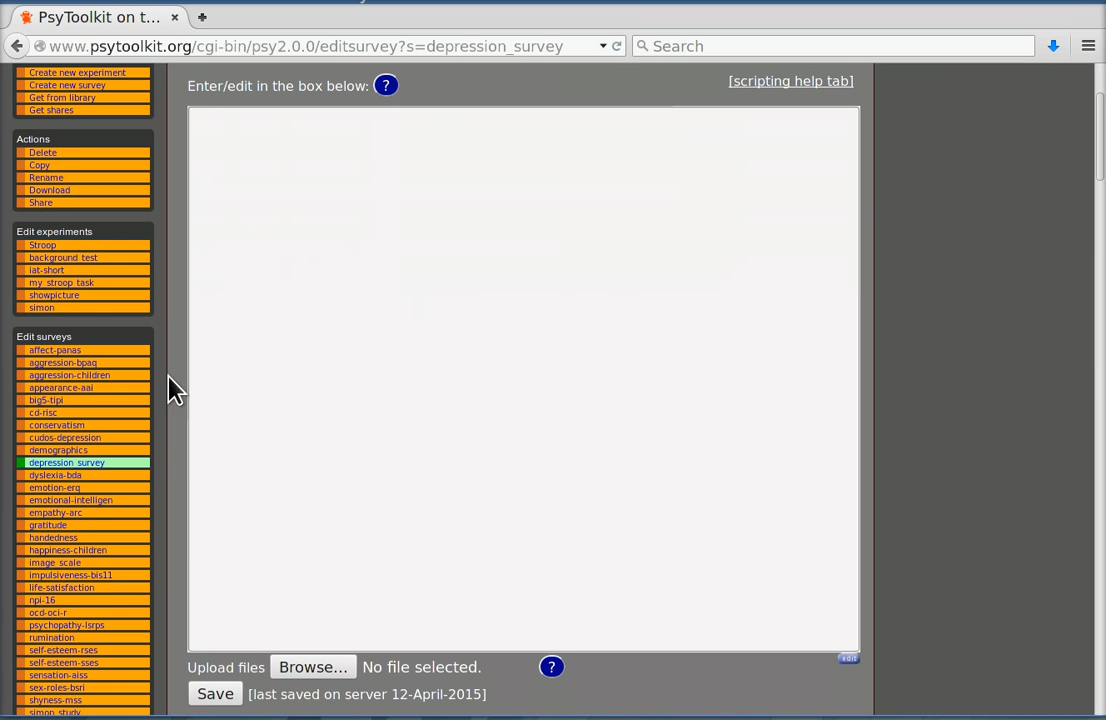 PsyToolkit on t...
www.psytoolkit.org/cgi-bin/psy2.0.0/editsurvey?s=depression_survey
Search
Create new experiment
Create new survey
Get from library
Get shares
Actions
Delete
Copy
Rename
Download
Share
Edit experiments
Stroop
background_test
iat-short
my_stroop_task
showpicture
simon
Edit surveys
affect-panas
aggression-bpaq
aggression-children
appearance-aai
big5-tipi
cd-risc
conservatism
cudos-depression
demographics
depression_survey
dyslexia-bda
emotion-erq
emotional-intelligen
empathy-arc
gratitude
handedness
happiness-children
image_scale
impulsiveness-bis11
life-satisfaction
npi-16
ocd-oci-r
psychopathy-lsrps
rumination
self-esteem-rses
self-esteem-sses
sensation-aiss
sex-roles-bsri
shyness-mss
simon_study
Enter/edit in the box below: ?
[scripting help tab]
edit
Upload files Browse... No file selected. ?
Save [last saved on server 12-April-2015]